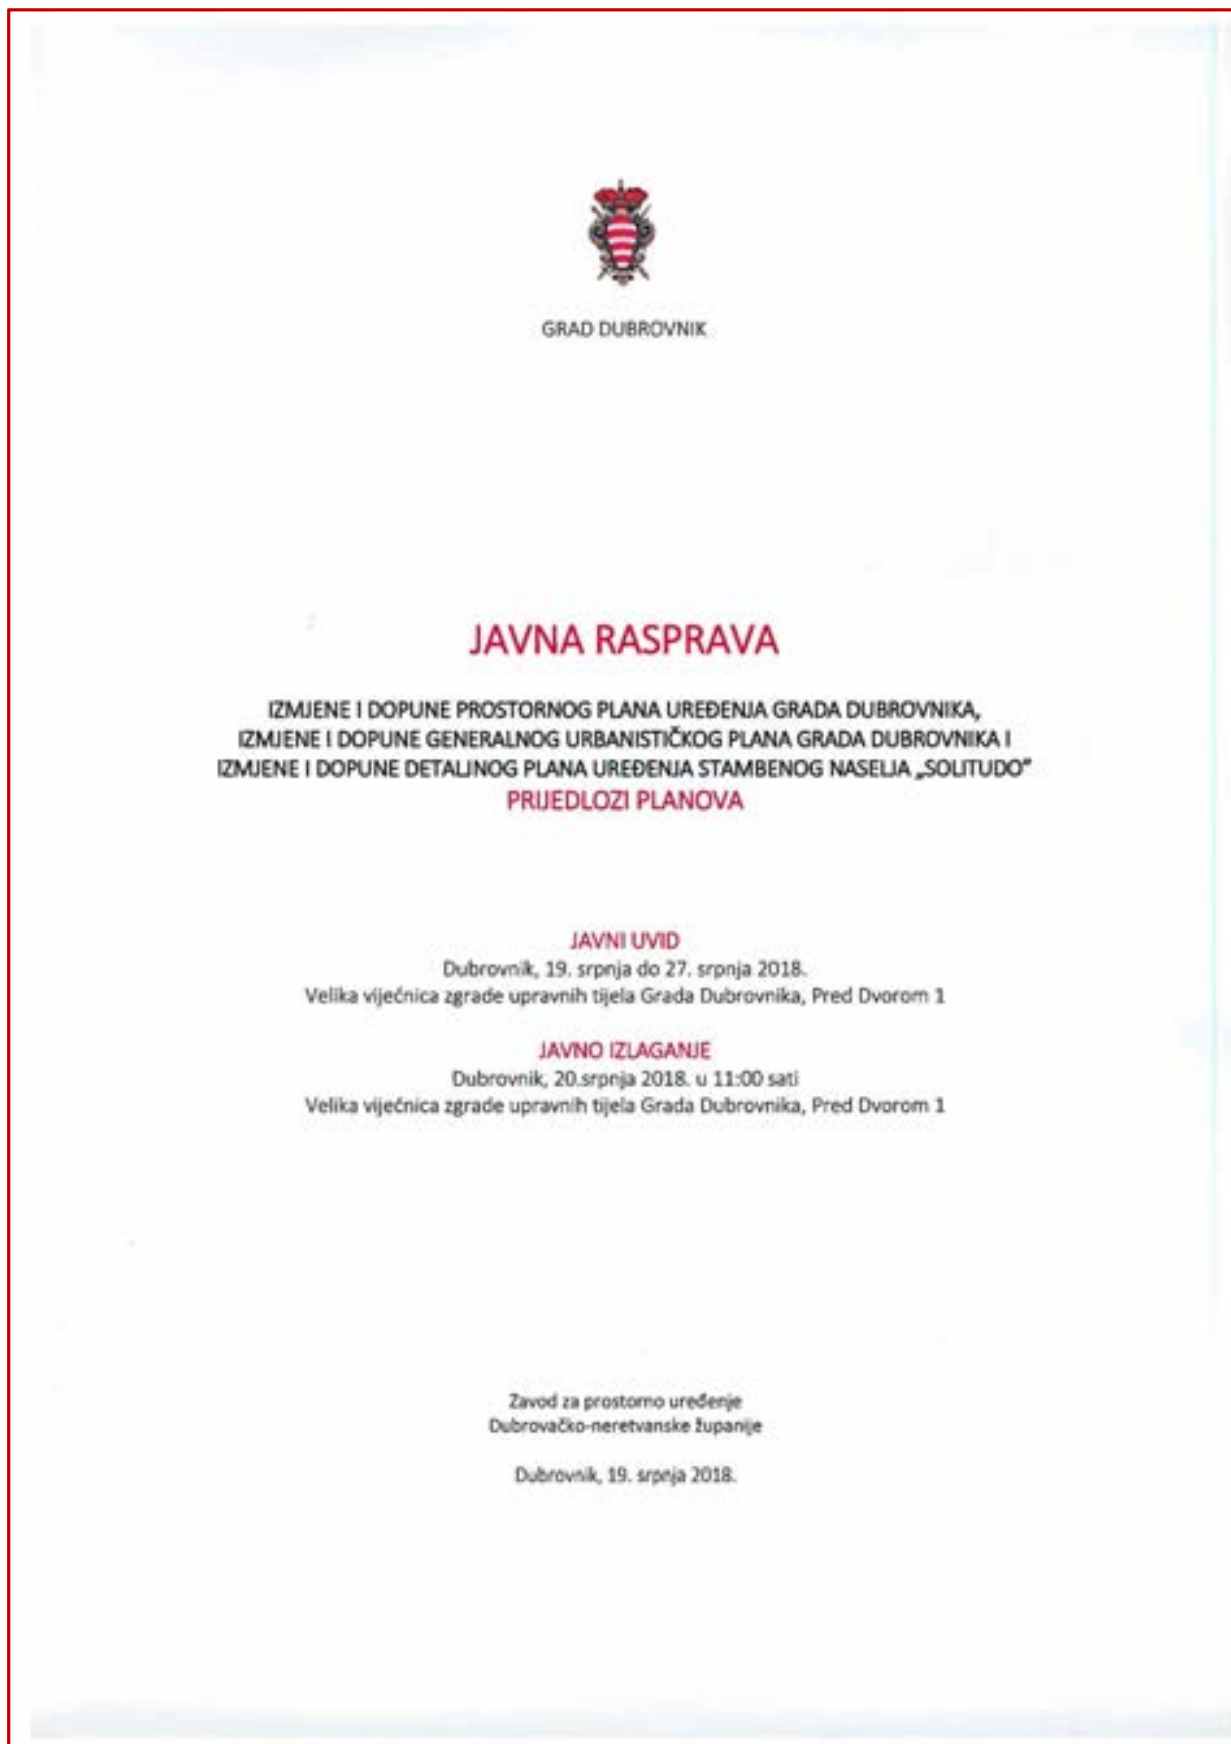 GRAD DUBROVNIK
JAVNA RASPRAVA
IZMJENE I DOPUNE PROSTORNOG PLANA UREĐENJA GRADA DUBROVNIKA,
IZMJENE I DOPUNE GENERALNOG URBANISTIČKOG PLANA GRADA DUBROVNIKA I
IZMJENE I DOPUNE DETALJNOG PLANA UREĐENJA STAMBENOG NASELJA „SOLITUDO”
PRIJEDLOZI PLANOVA
JAVNI UVID
Dubrovnik, 19. srpnja do 27. srpnja 2018.
Velika vijećnica zgrade upravnih tijela Grada Dubrovnika, Pred Dvorom 1
JAVNO IZLAGANJE
Dubrovnik, 20.srpnja 2018. u 11:00 sati
Velika vijećnica zgrade upravnih tijela Grada Dubrovnika, Pred Dvorom 1
Zavod za prostorno uređenje
Dubrovačko-neretvanske županije
Dubrovnik, 19. srpnja 2018.